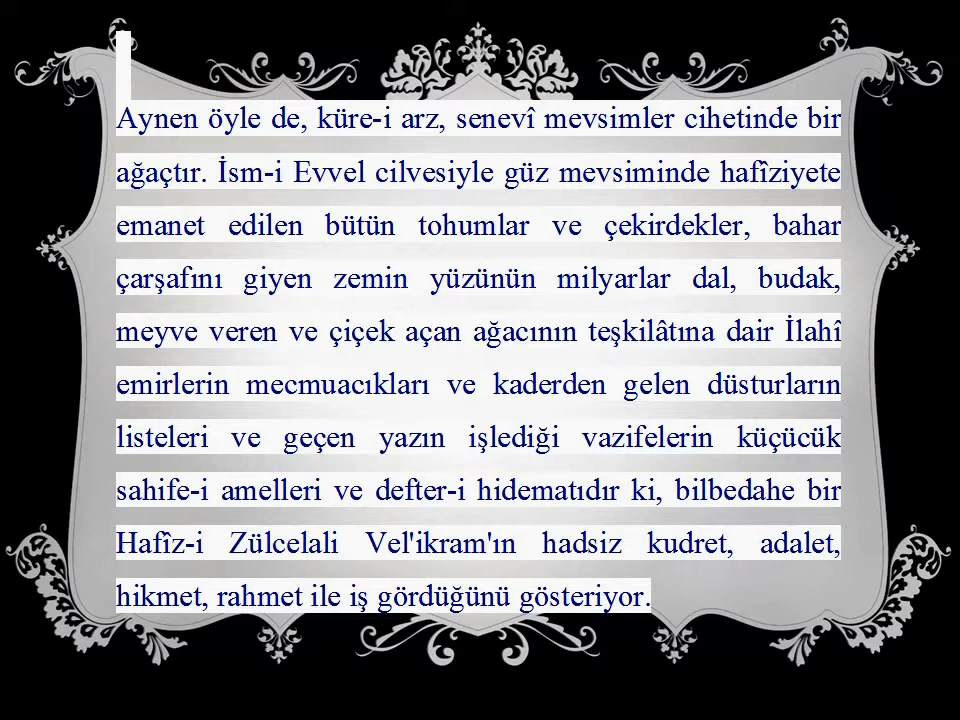 Aynen öyle de, küre-i arz, senevî mevsimler cihetinde bir
ağaçtır. İsm-i Evvel cilvesiyle güz mevsiminde hafîziyete
emanet edilen bütün tohumlar ve çekirdekler, bahar
çarşafını giyen zemin yüzünün milyarlar dal, budak,
meyve veren ve çiçek açan ağacının teşkilâtına dair İlahî
emirlerin mecmuacıkları ve kaderden gelen düsturların
listeleri ve geçen yazın işlediği vazifelerin küçücük
sahife-i amelleri ve defter-i hidematıdır ki, bilbedahe bir
Hafîz-i Zülcelali Vel'ikram'ın hadsiz kudret, adalet,
hikmet, rahmet ile iş gördüğünü gösteriyor.